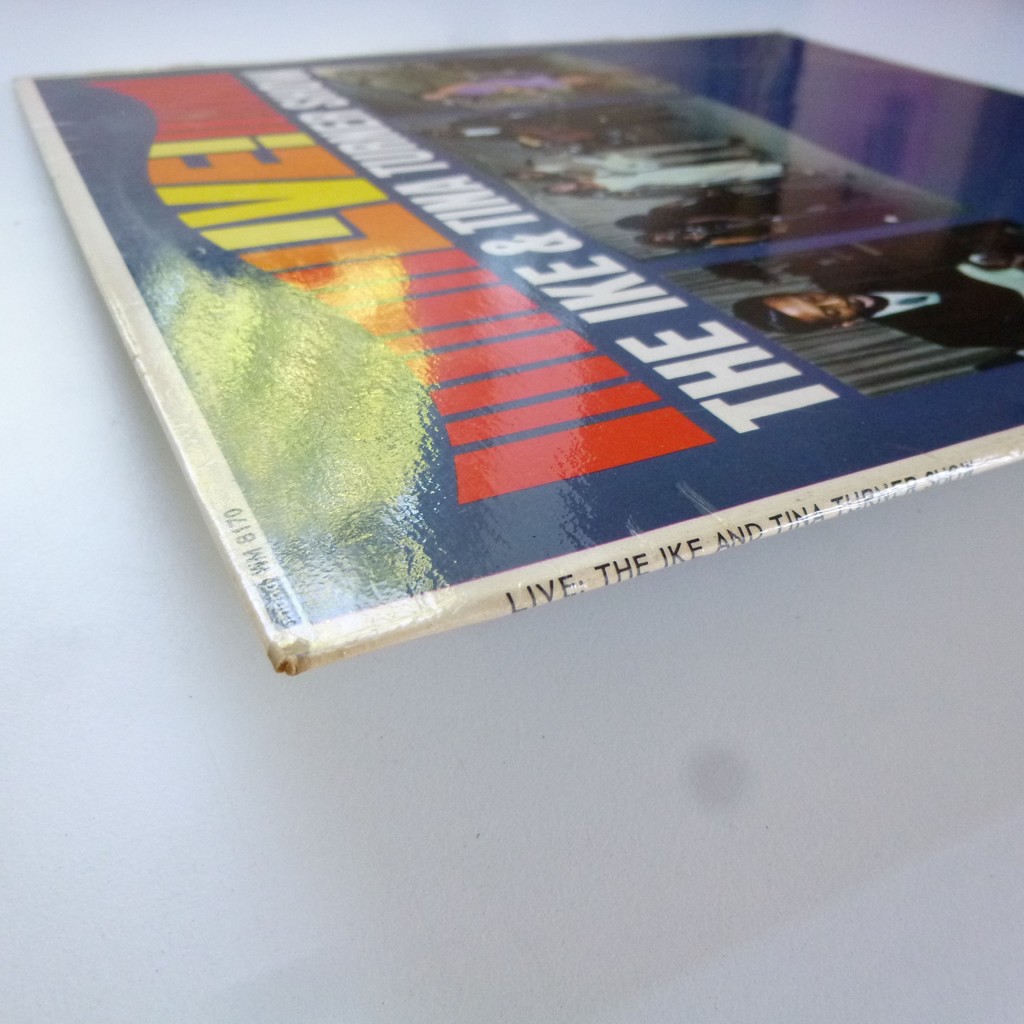 LIVE!
THE IKE & TINA TURNER SHOW
LIVE: THE IKE AND TINA TURNER SHOW
WM 8170